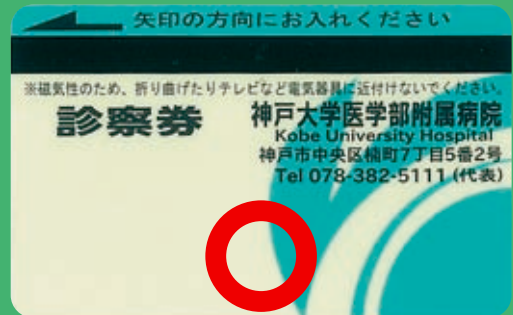 矢印の方向にお入れください
※磁気性のため、折り曲げたりテレビなど電気器具に近付けないでください。
診察券
神戸大学医学部附属病院
Kobe University Hospital
神戸市中央区楠町7丁目5番2号
Tel 078-382-5111 (代表)